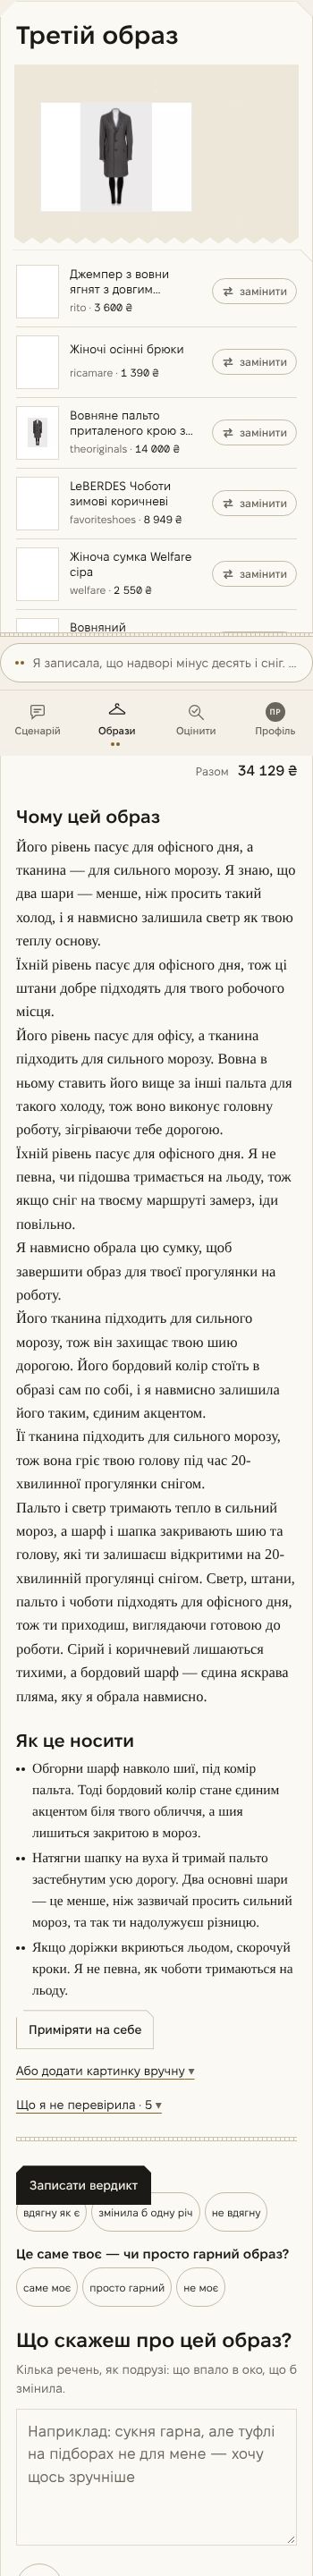 Третій образ
Джемпер з вовни
ягнят з довгим...
rito · 3 600 ₴
замінити
Жіночі осінні брюки
ricamare · 1 390 ₴
замінити
Вовняне пальто
приталеного крою з...
theoriginals · 14 000 ₴
замінити
LeBERDES Чоботи
зимові коричневі
favoriteshoes · 8 949 ₴
замінити
Жіноча сумка Welfare
сіра
welfare · 2 550 ₴
замінити
Вовняний
Я записала, що надворі мінус десять і сніг. ...
Сценарій
Образи
Оцінити
ПР
Профіль
Разом 34 129 ₴
Чому цей образ
Його рівень пасує для офісного дня, а
тканина — для сильного морозу. Я знаю, що
два шари — менше, ніж просить такий
холод, і я навмисно залишила светр як твою
теплу основу.
Їхній рівень пасує для офісного дня, тож ці
штани добре підходять для твого робочого
місця.
Його рівень пасує для офісу, а тканина
підходить для сильного морозу. Вовна в
ньому ставить його вище за інші пальта для
такого холоду, тож воно виконує головну
роботу, зігріваючи тебе дорогою.
Їхній рівень пасує для офісного дня. Я не
певна, чи підошва тримається на льоду, тож
якщо сніг на твоєму маршруті замерз, іди
повільно.
Я навмисно обрала цю сумку, щоб
завершити образ для твоєї прогулянки на
роботу.
Його тканина підходить для сильного
морозу, тож він захищає твою шию
дорогою. Його бордовий колір стоїть в
образі сам по собі, і я навмисно залишила
його таким, єдиним акцентом.
Її тканина підходить для сильного морозу,
тож вона гріє твою голову під час 20-
хвилинної прогулянки снігом.
Пальто і светр тримають тепло в сильний
мороз, а шарф і шапка закривають шию та
голову, які ти залишаєш відкритими на 20-
хвилинній прогулянці снігом. Светр, штани,
пальто і чоботи підходять для офісного дня,
тож ти приходиш, виглядаючи готовою до
роботи. Сірий і коричневий лишаються
тихими, а бордовий шарф — єдина яскрава
пляма, яку я обрала навмисно.
Як це носити
Обгорни шарф навколо шиї, під комір
пальта. Тоді бордовий колір стане єдиним
акцентом біля твого обличчя, а шия
лишиться закритою в мороз.
Натягни шапку на вуха й тримай пальто
застебнутим усю дорогу. Два основні шари
— це менше, ніж зазвичай просить сильний
мороз, та так ти надолужуєш різницю.
Якщо доріжки вкриються льодом, скорочуй
кроки. Я не певна, як чоботи тримаються на
льоду.
Приміряти на себе
Або додати картинку вручну ▾
Що я не перевірила · 5 ▾
Записати вердикт
вдягну як є
змінила б одну річ
не вдягну
Це саме твоє — чи просто гарний образ?
саме моє
просто гарний
не моє
Що скажеш про цей образ?
Кілька речень, як подрузі: що впало в око, що б
змінила.
Наприклад: сукня гарна, але туфлі
на підборах не для мене — хочу
щось зручніше